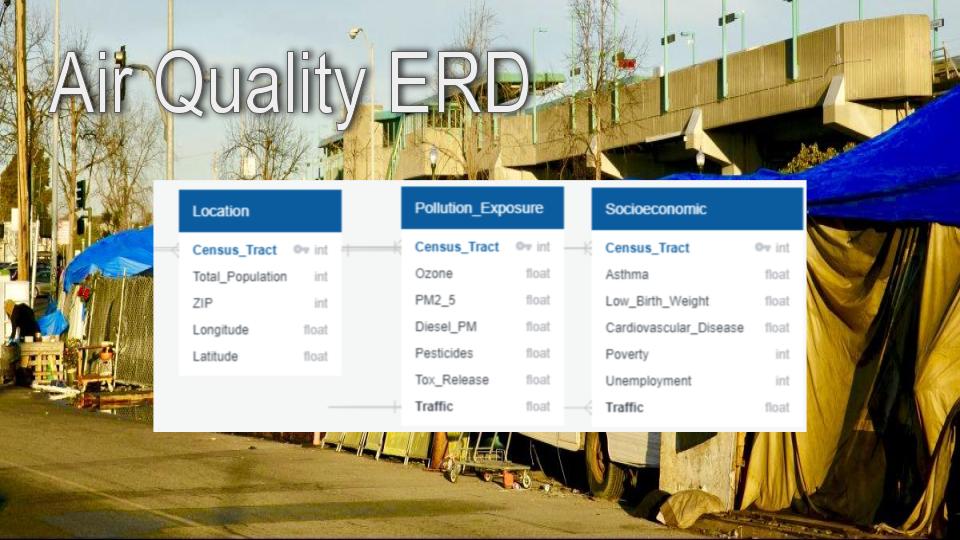 Air Quality ERD
Location
Census_Tract int
Total_Population int
ZIP int
Longitude float
Latitude float
Pollution_Exposure
Census_Tract int
Ozone float
PM2_5 float
Diesel_PM float
Pesticides float
Tox_Release float
Traffic float
Socioeconomic
Census_Tract int
Asthma float
Low_Birth_Weight float
Cardiovascular_Disease float
Poverty int
Unemployment int
Traffic float